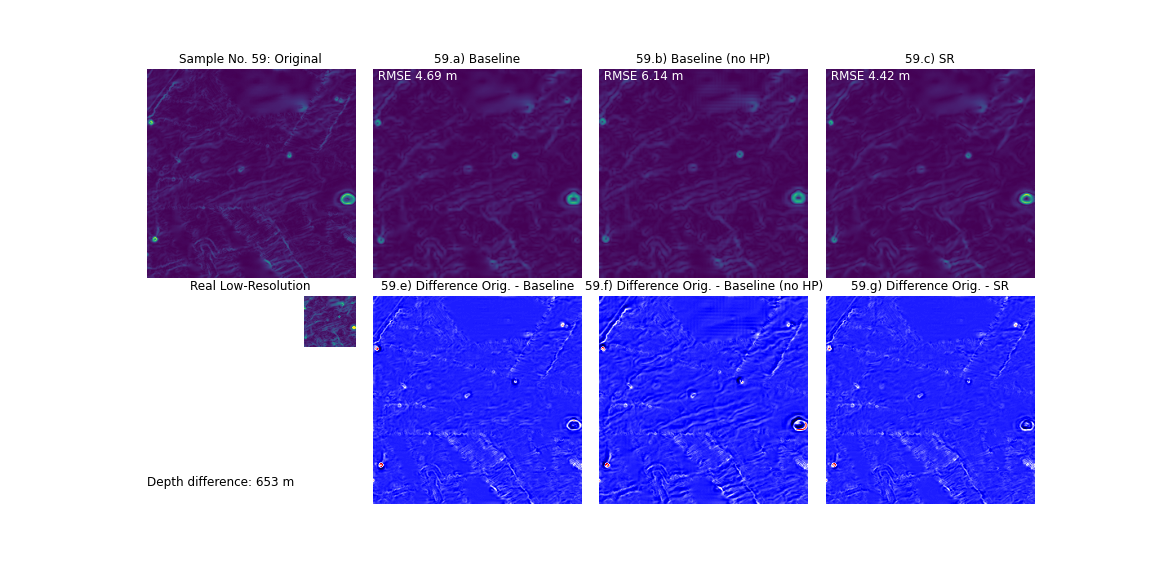 Sample No. 59: Original
59.a) Baseline
59.b) Baseline (no HP)
59.c) SR
RMSE 4.69 m
RMSE 6.14 m
RMSE 4.42 m
Real Low-Resolution
59.e) Difference Orig. - Baseline
59.f) Difference Orig. - Baseline (no HP)
59.g) Difference Orig. - SR
Depth difference: 653 m